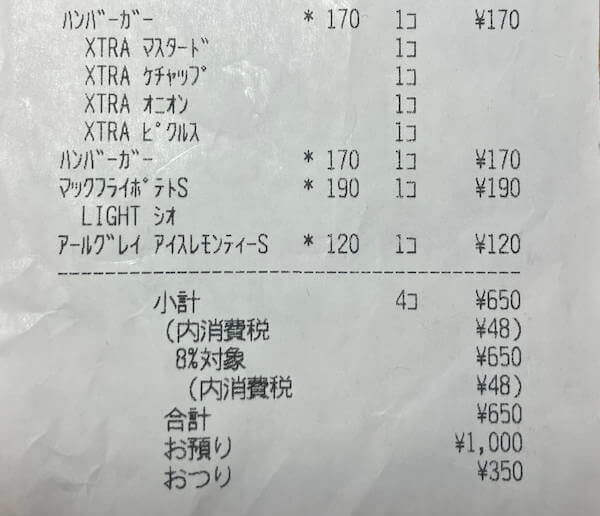 ﾊﾝﾊﾞｰｶﾞｰ * 170 1ｺ ¥170
XTRA ﾏｽﾀｰﾄﾞ 1ｺ
XTRA ｹﾁｬｯﾌﾟ 1ｺ
XTRA ｵﾆｵﾝ 1ｺ
XTRA ﾋﾟｸﾙｽ 1ｺ
ﾊﾝﾊﾞｰｶﾞｰ * 170 1ｺ ¥170
ﾏｯｸﾌﾗｲﾎﾟﾃﾄS * 190 1ｺ ¥190
LIGHT ｼｵ
ｱｰﾙｸﾞﾚｲ ｱｲｽﾚﾓﾝﾃｨｰS * 120 1ｺ ¥120
小計 4ｺ ¥650
(内消費税 ¥48)
8%対象 ¥650
(内消費税 ¥48)
合計 ¥650
お預り ¥1,000
おつり ¥350